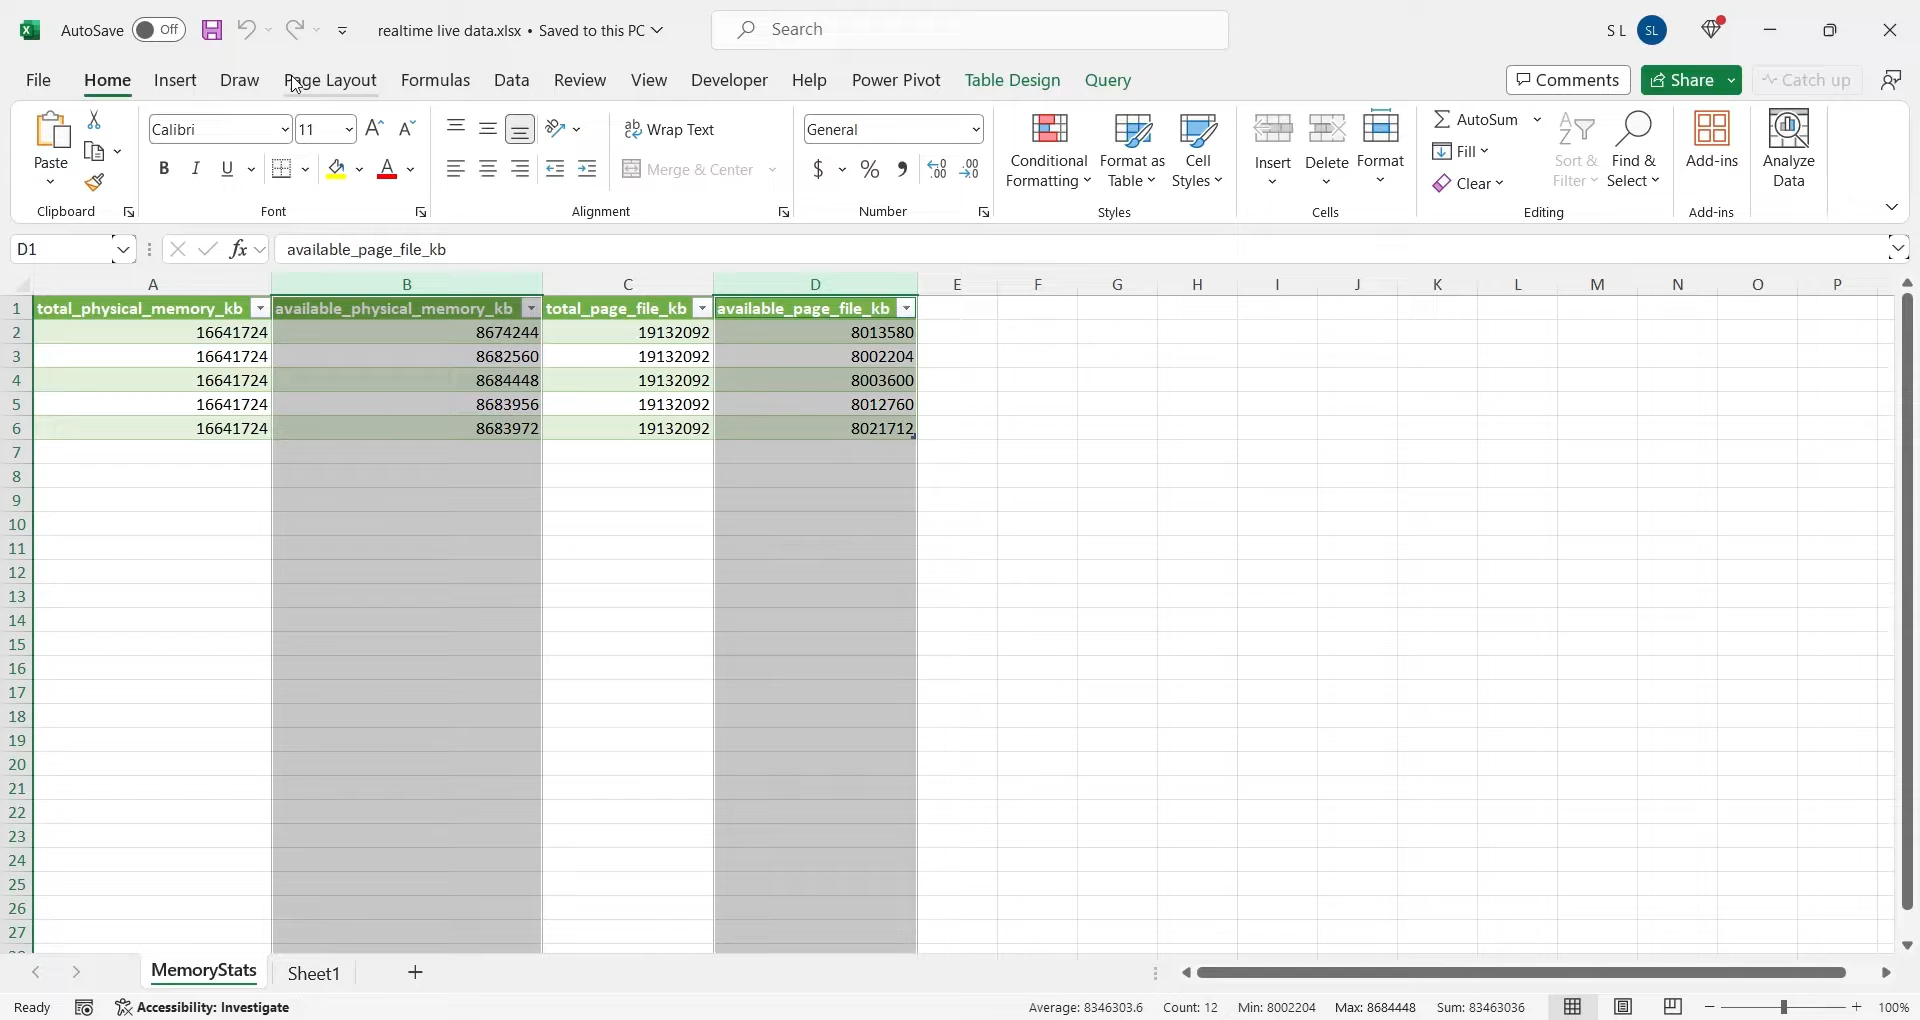 AutoSave Off realtime live data.xlsx • Saved to this PC Search S L SL
File Home Insert Draw Page Layout Formulas Data Review View Developer Help Power Pivot Table Design Query Comments Share Catch up
Paste
Clipboard
Calibri 11
B I U A
Font
ab Wrap Text
Merge & Center
Alignment
General
$ % 9 .00 .00
Number
Conditional Formatting
Format as Table
Cell Styles
Styles
Insert Delete Format
Cells
AutoSum
Fill
Clear
Sort & Filter
Find & Select
Editing
Add-ins
Add-ins
Analyze Data
D1 fx available_page_file_kb
A B C D E F G H I J K L M N O P
1 total_physical_memory_kb available_physical_memory_kb total_page_file_kb available_page_file_kb
2 16641724 8674244 19132092 8013580
3 16641724 8682560 19132092 8002204
4 16641724 8684448 19132092 8003600
5 16641724 8683956 19132092 8012760
6 16641724 8683972 19132092 8021712
7
8
9
10
11
12
13
14
15
16
17
18
19
20
21
22
23
24
25
26
27
MemoryStats Sheet1
Ready Accessibility: Investigate Average: 8346303.6 Count: 12 Min: 8002204 Max: 8684448 Sum: 83463036 100%